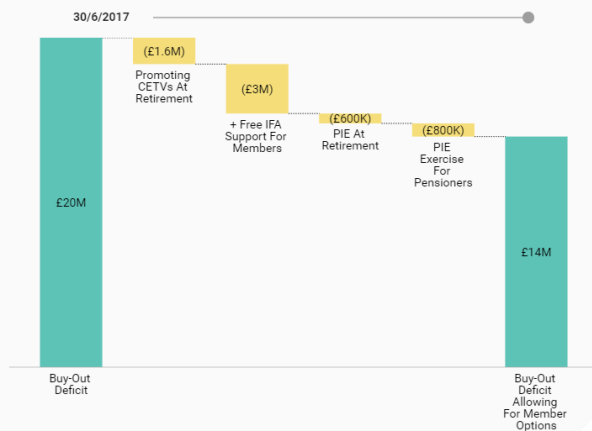 30/6/2017
(£1.6M)
Promoting
CETVs At
Retirement
(£3M)
+ Free IFA
Support For
Members
(£600K)
PIE At
Retirement
(£800K)
PIE
Exercise
For
Pensioners
£20M
£14M
Buy-Out
Deficit
Buy-Out
Deficit
Allowing
For Member
Options